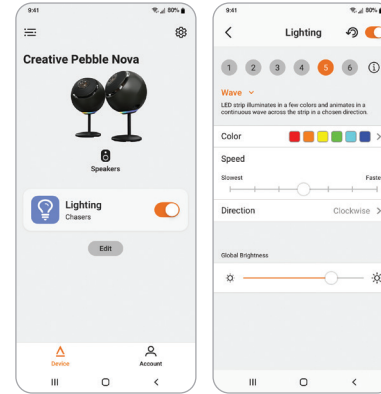 9:41
80%
Creative Pebble Nova
Speakers
Lighting
Chasers
Edit
Device
Account
9:41
80%
Lighting
1 2 3 4 5 6
Wave
LED strip illuminates in a few colors and animates in a
continuous wave across the strip in a chosen direction.
Color
Speed
Slowest Faste
Direction Clockwise
Global Brightness